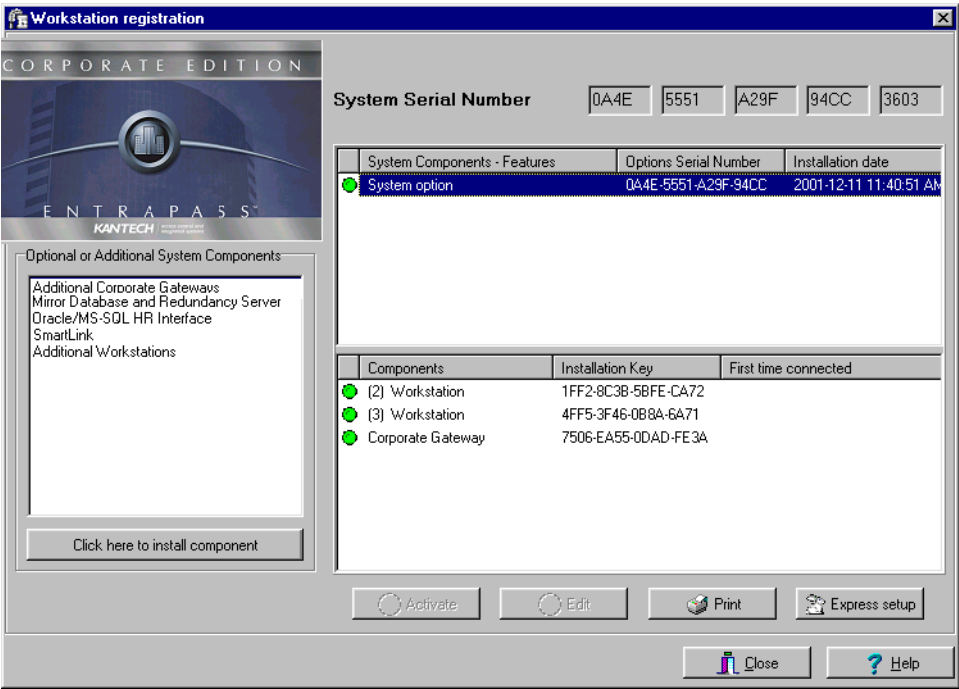 Workstation registration
CORPORATE EDITION
ENTRAPASS
KANTECH
System Serial Number 0A4E 5551 A29F 94CC 3603
System Components - Features Options Serial Number Installation date
System option 0A4E-5551-A29F-94CC 2001-12-11 11:40:51 AM
Optional or Additional System Components
Additional Corporate Gateways
Mirror Database and Redundancy Server
Oracle/MS-SQL HR Interface
SmartLink
Additional Workstations
Click here to install component
Components Installation Key First time connected
(2) Workstation 1FF2-8C3B-5BFE-CA72
(3) Workstation 4FF5-3F46-0B8A-6A71
Corporate Gateway 7506-EA55-0DAD-FE3A
Activate Edit Print Express setup
Close Help